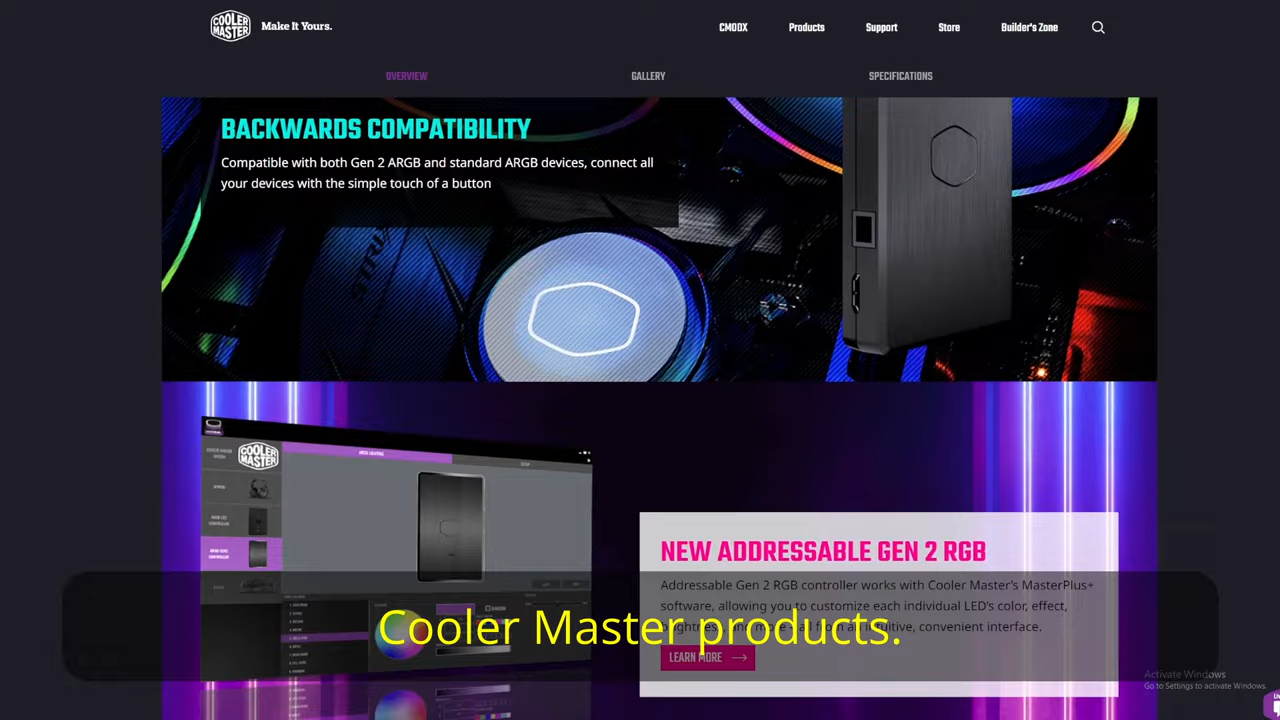 COOLER MASTER
Make It Yours.
CMODX
Products
Support
Store
Builder's Zone
OVERVIEW
GALLERY
SPECIFICATIONS
BACKWARDS COMPATIBILITY
Compatible with both Gen 2 ARGB and standard ARGB devices, connect all
your devices with the simple touch of a button
COOLER MASTER
NEW ADDRESSABLE GEN 2 RGB
Addressable Gen 2 RGB controller works with Cooler Master's MasterPlus+
software, allowing you to customize each individual LED's color, effect,
an intuitive, convenient interface.
Cooler Master products.
LEARN MORE
Activate Windows
Go to Settings to activate Windows.